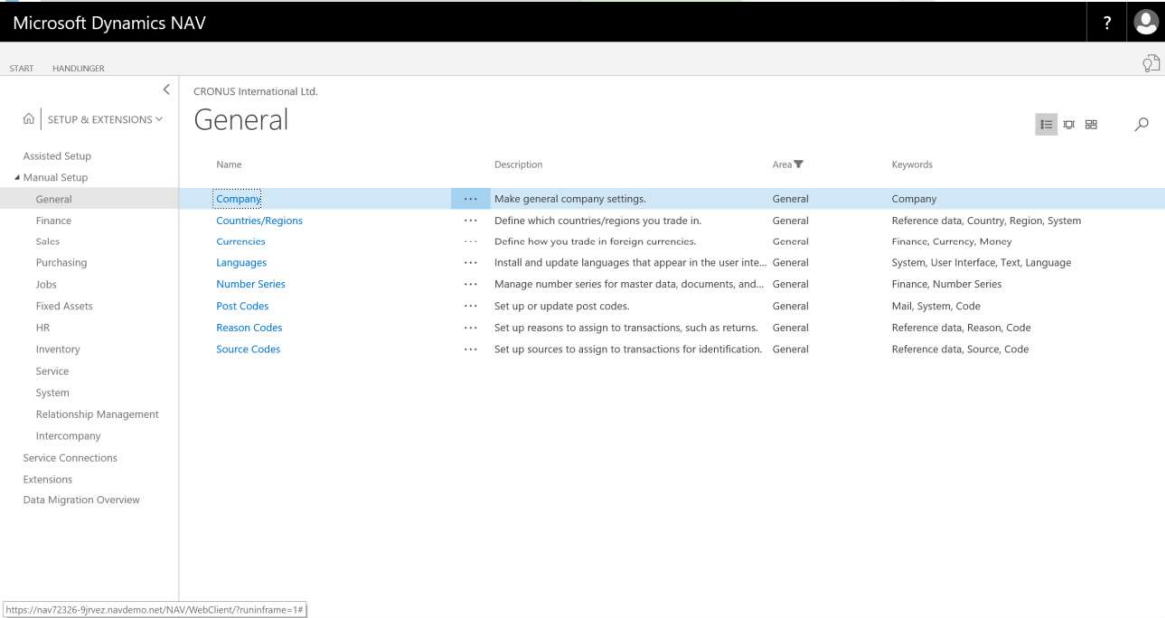 Microsoft Dynamics NAV ?
START HANDLINGER
CRONUS International Ltd.
SETUP & EXTENSIONS General
Assisted Setup
Name Description Area Keywords
Manual Setup
General Company ... Make general company settings. General Company
Finance Countries/Regions ... Define which countries/regions you trade in. General Reference data, Country, Region, System
Sales Currencies ... Define how you trade in foreign currencies. General Finance, Currency, Money
Purchasing Languages ... Install and update languages that appear in the user inte... General System, User Interface, Text, Language
Jobs Number Series ... Manage number series for master data, documents, and... General Finance, Number Series
Fixed Assets Post Codes ... Set up or update post codes. General Mail, System, Code
HR Reason Codes ... Set up reasons to assign to transactions, such as returns. General Reference data, Reason, Code
Inventory Source Codes ... Set up sources to assign to transactions for identification. General Reference data, Source, Code
Service
System
Relationship Management
Intercompany
Service Connections
Extensions
Data Migration Overview
https://nav72326-9jrvez.navdemo.net/NAV/WebClient/?runinframe=1#